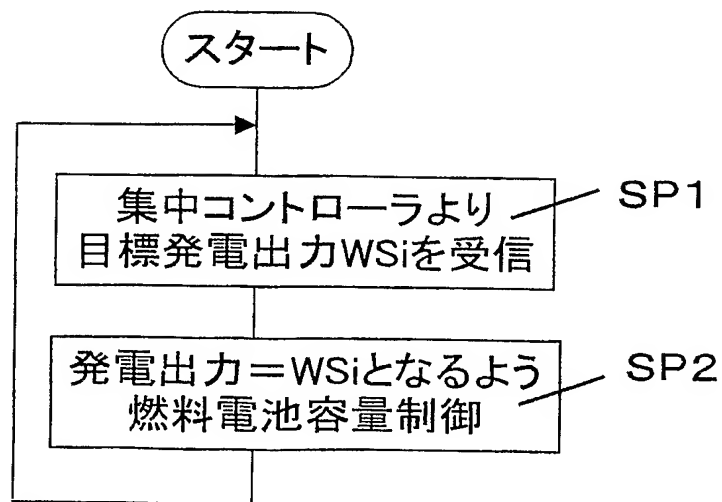 スタート
集中コントローラより
目標発電出力WSiを受信
SP1
発電出力=WSiとなるよう
燃料電池容量制御
SP2